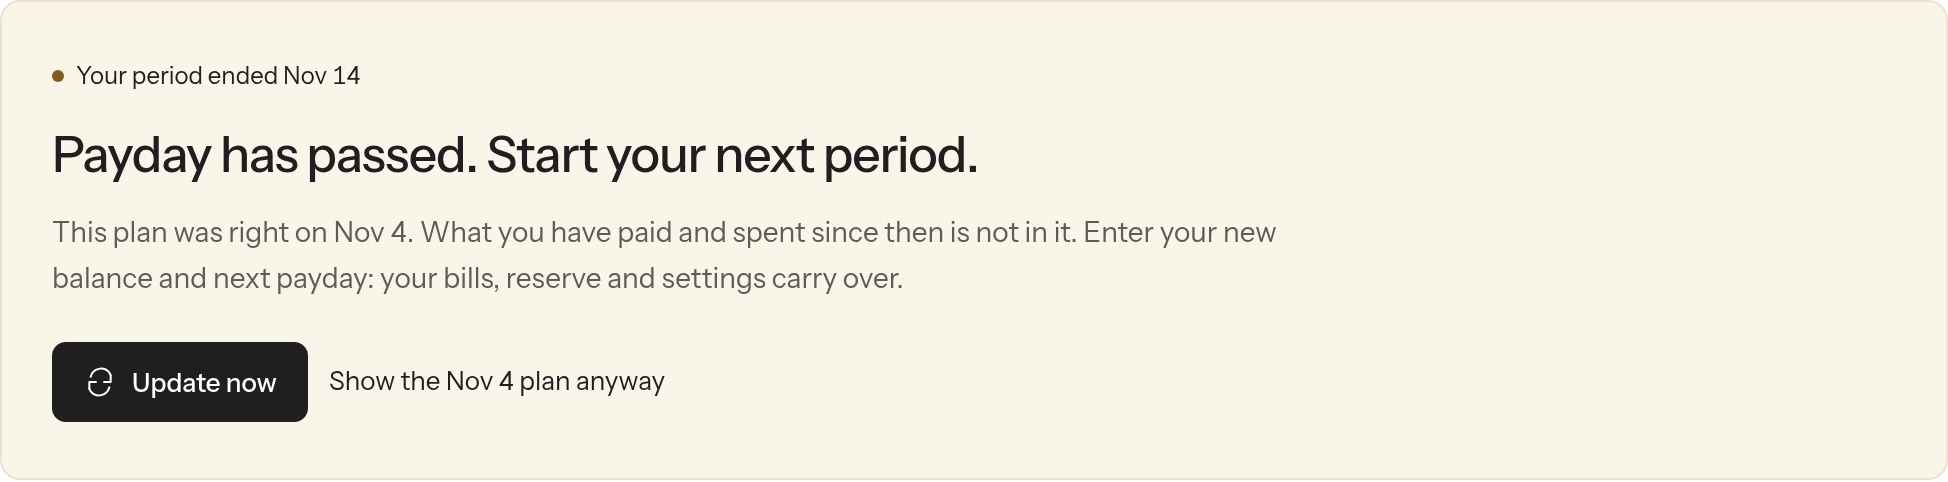 Your period ended Nov 14
Payday has passed. Start your next period.
This plan was right on Nov 4. What you have paid and spent since then is not in it. Enter your new
balance and next payday: your bills, reserve and settings carry over.
Update now
Show the Nov 4 plan anyway